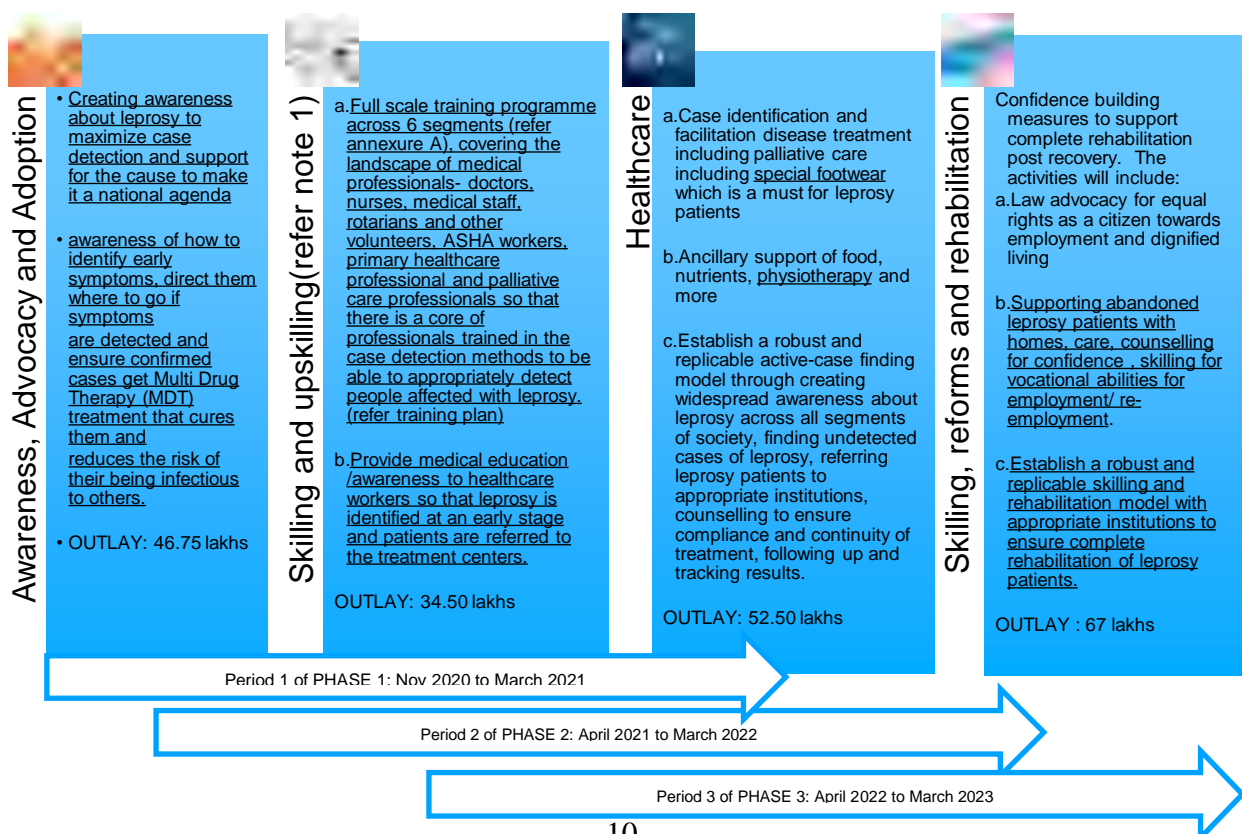 Awareness, Advocacy and Adoption
• Creating awareness
about leprosy to
maximize case
detection and support
for the cause to make
it a national agenda
• awareness of how to
identify early
symptoms, direct them
where to go if
symptoms
are detected and
ensure confirmed
cases get Multi Drug
Therapy (MDT)
treatment that cures
them and
reduces the risk of
their being infectious
to others.
• OUTLAY: 46.75 lakhs
Skilling and upskilling(refer note 1)
a.Full scale training programme
across 6 segments (refer
annexure A), covering the
landscape of medical
professionals- doctors,
nurses, medical staff,
rotarians and other
volunteers, ASHA workers,
primary healthcare
professional and palliative
care professionals so that
there is a core of
professionals trained in the
case detection methods to be
able to appropriately detect
people affected with leprosy.
(refer training plan)
b.Provide medical education
/awareness to healthcare
workers so that leprosy is
identified at an early stage
and patients are referred to
the treatment centers.
OUTLAY: 34.50 lakhs
Healthcare
a.Case identification and
facilitation disease treatment
including palliative care
including special footwear
which is a must for leprosy
patients
b.Ancillary support of food,
nutrients, physiotherapy and
more
c.Establish a robust and
replicable active-case finding
model through creating
widespread awareness about
leprosy across all segments
of society, finding undetected
cases of leprosy, referring
leprosy patients to
appropriate institutions,
counselling to ensure
compliance and continuity of
treatment, following up and
tracking results.
OUTLAY: 52.50 lakhs
Skilling, reforms and rehabilitation
Confidence building
measures to support
complete rehabilitation
post recovery. The
activities will include:
a.Law advocacy for equal
rights as a citizen towards
employment and dignified
living
b.Supporting abandoned
leprosy patients with
homes, care, counselling
for confidence , skilling for
vocational abilities for
employment/ re-
employment.
c.Establish a robust and
replicable skilling and
rehabilitation model with
appropriate institutions to
ensure complete
rehabilitation of leprosy
patients.
OUTLAY : 67 lakhs
Period 1 of PHASE 1: Nov 2020 to March 2021
Period 2 of PHASE 2: April 2021 to March 2022
Period 3 of PHASE 3: April 2022 to March 2023
10